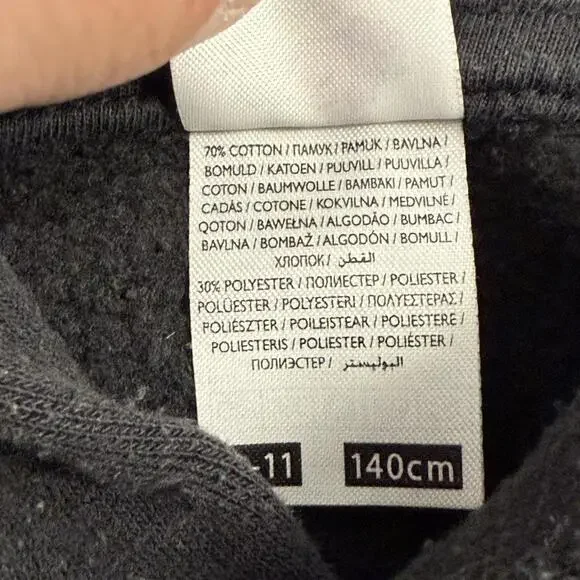 70% COTTON / ПАМУК / PAMUK / BAVLNA /
BOMULD / KATOEN / PUUVILL / PUUVILLA /
COTON / BAUMWOLLE / BAMBAKI / PAMUT /
CADÁS / COTONE / KOKVILNA / MEDVILNĖ /
QOTON / BAWEŁNA / ALGODÃO / BUMBAC /
BAVLNA / BOMBAŽ / ALGODÓN / BOMULL /
ХЛОПОК / القطن /
30% POLYESTER / ПОЛИЕСТЕР / POLIESTER /
POLÜESTER / POLYESTERI / ΠΟΛΥΕΣΤΕΡΑΣ /
POLIÉSZTER / POILEISTEAR / POLIESTERE /
POLIESTERIS / POLIESTER / POLIÉSTER /
ПОЛИЭСТЕР / البوليستر /
-11 140cm